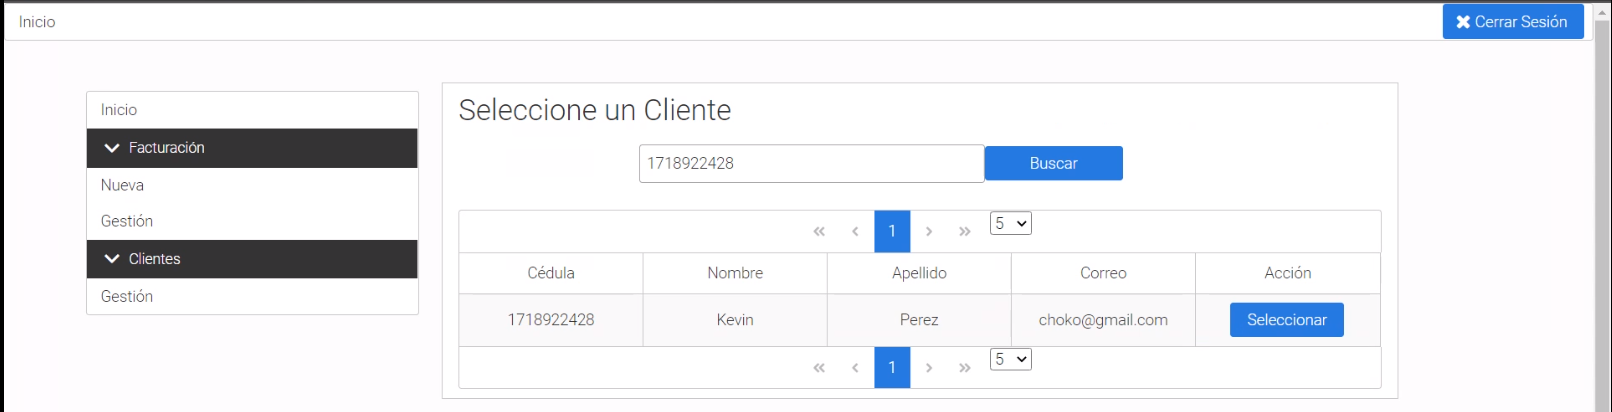 Inicio
Cerrar Sesión
Inicio
Facturación
Nueva
Gestión
Clientes
Gestión
Seleccione un Cliente
1718922428 Buscar
1 5
Cédula Nombre Apellido Correo Acción
1718922428 Kevin Perez choko@gmail.com Seleccionar
1 5